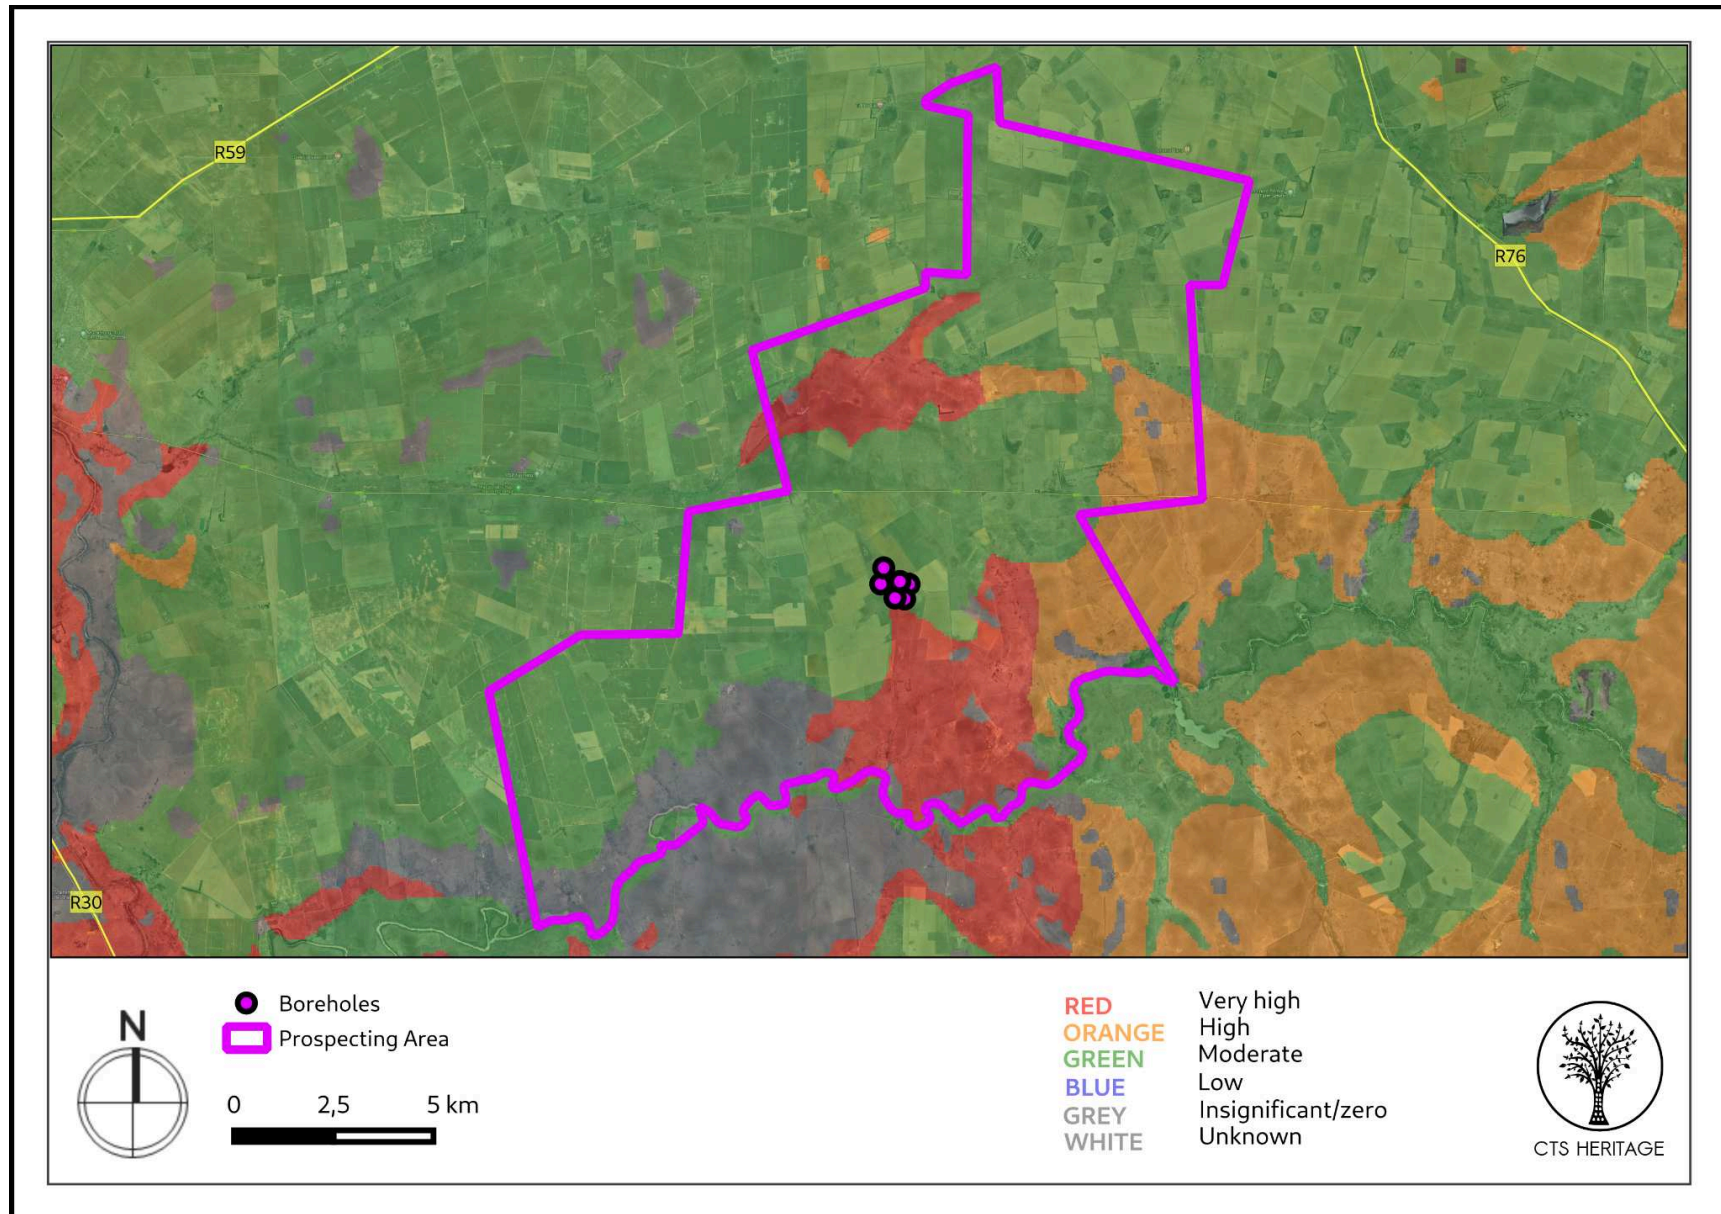 R59
R76
R30
N
Boreholes
Prospecting Area
0 2,5 5 km
RED Very high
ORANGE High
GREEN Moderate
BLUE Low
GREY Insignificant/zero
WHITE Unknown
CTS HERITAGE